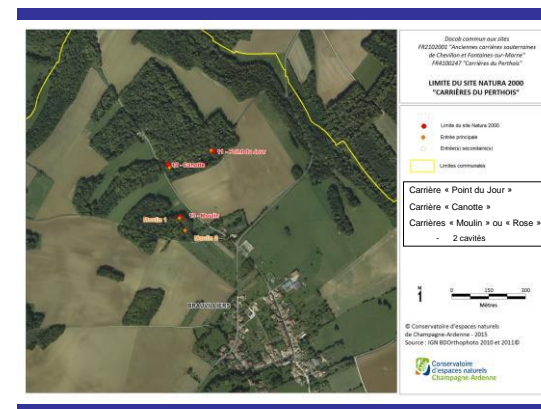 Docob commun aux sites
FR2102001 "Anciennes carrières souterraines
de Chevillon et Fontaines-sur-Marne"
FR4100247 "Carrières du Perthois"
LIMITE DU SITE NATURA 2000
"CARRIÈRES DU PERTHOIS"
Limite du site Natura 2000
Entrée principale
Entrée(s) secondaire(s)
Limites communales
11 - Point du Jour
12 - Canotte
13 - Moulin
Moulin 1
Moulin 2
BRAUVILLIERS
Carrière « Point du Jour »
Carrière « Canotte »
Carrières « Moulin » ou « Rose »
- 2 cavités
N
0 150 300
Mètres
© Conservatoire d'espaces naturels
de Champagne-Ardenne - 2015
Source : IGN BDOrthophoto 2010 et 2011©
Conservatoire
d'espaces naturels
Champagne-Ardenne